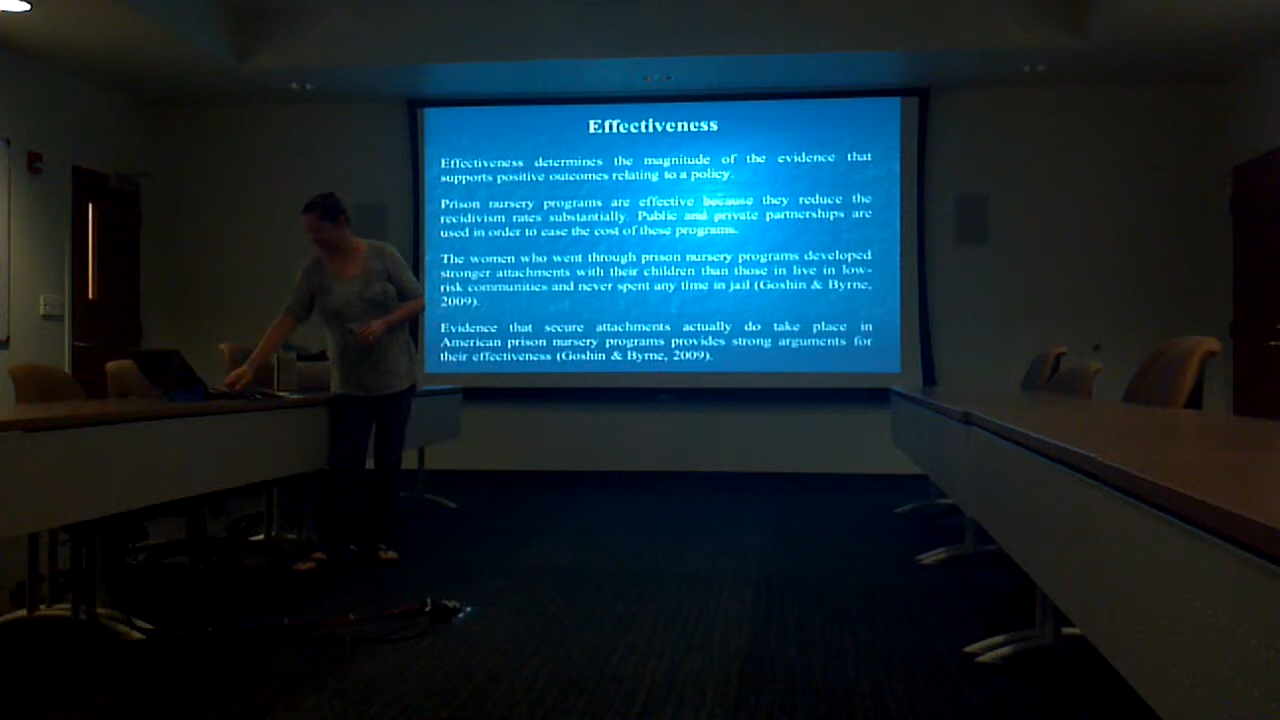 Effectiveness
Effectiveness determines the magnitude of the evidence that
supports positive outcomes relating to a policy.
Prison nursery programs are effective because they reduce the
recidivism rates substantially. Public and private partnerships are
used in order to ease the cost of these programs.
The women who went through prison nursery programs developed
stronger attachments with their children than those in live in low-
risk communities and never spent any time in jail (Goshin & Byrne,
2009).
Evidence that secure attachments actually do take place in
American prison nursery programs provides strong arguments for
their effectiveness (Goshin & Byrne, 2009).